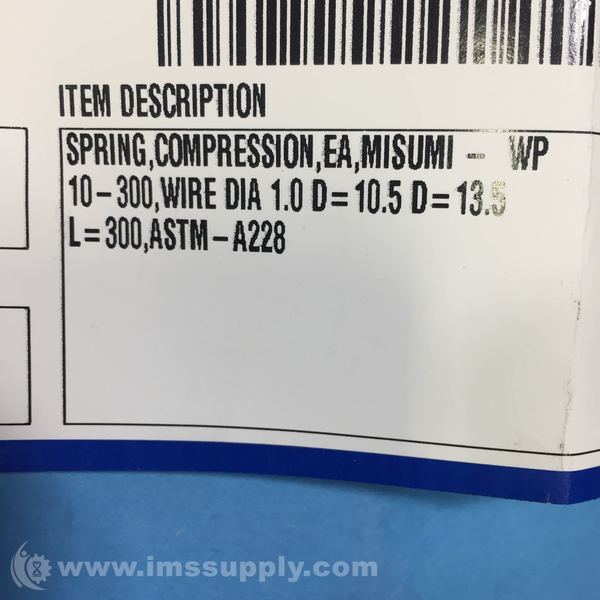 ITEM DESCRIPTION
SPRING,COMPRESSION,EA,MISUMI - WP
10-300,WIRE DIA 1.0 D=10.5 D=13.5
L=300,ASTM-A228
www.imssupply.com